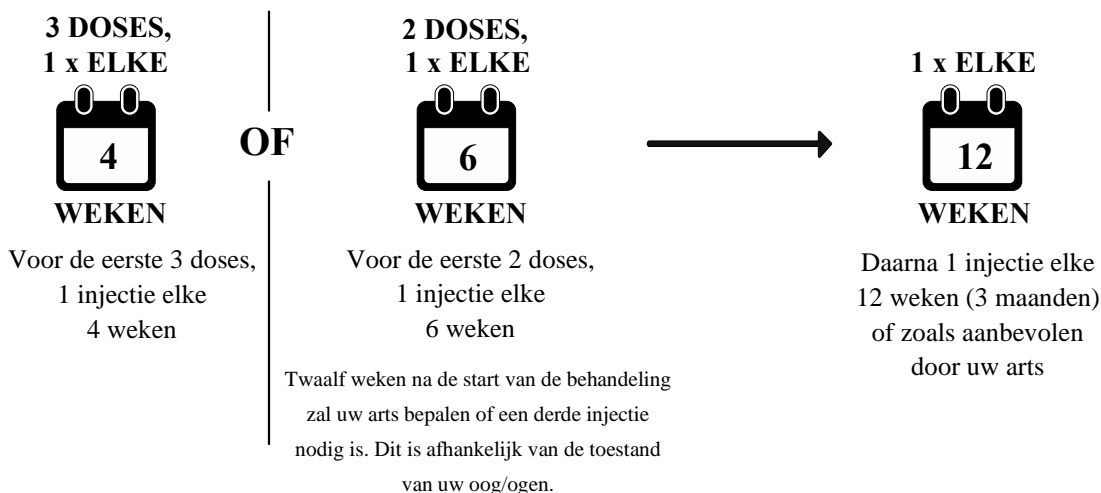 3 DOSES,
1 x ELKE
4
WEKEN
Voor de eerste 3 doses,
1 injectie elke
4 weken
OF
2 DOSES,
1 x ELKE
6
WEKEN
Voor de eerste 2 doses,
1 injectie elke
6 weken
Twaalf weken na de start van de behandeling
zal uw arts bepalen of een derde injectie
nodig is. Dit is afhankelijk van de toestand
van uw oog/ogen.
1 x ELKE
12
WEKEN
Daarna 1 injectie elke
12 weken (3 maanden)
of zoals aanbevolen
door uw arts